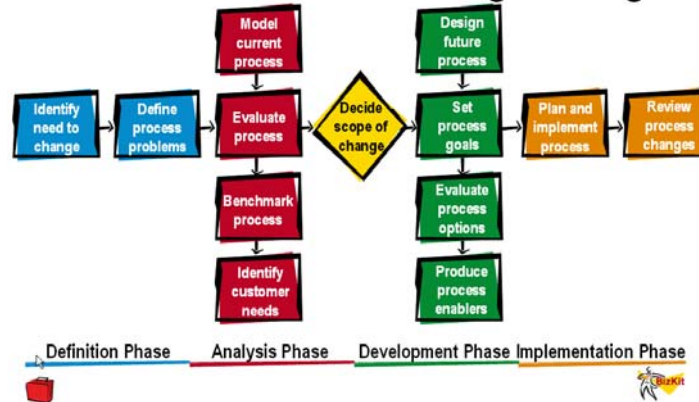 Model
current
process
Design
future
process
Identify
need to
change
Define
process
problems
Evaluate
process
Decide
scope of
change
Set
process
goals
Plan and
implement
process
Review
process
changes
Benchmark
process
Evaluate
process
options
Identify
customer
needs
Produce
process
enablers
Definition Phase
Analysis Phase
Development Phase
Implementation Phase
BizKit